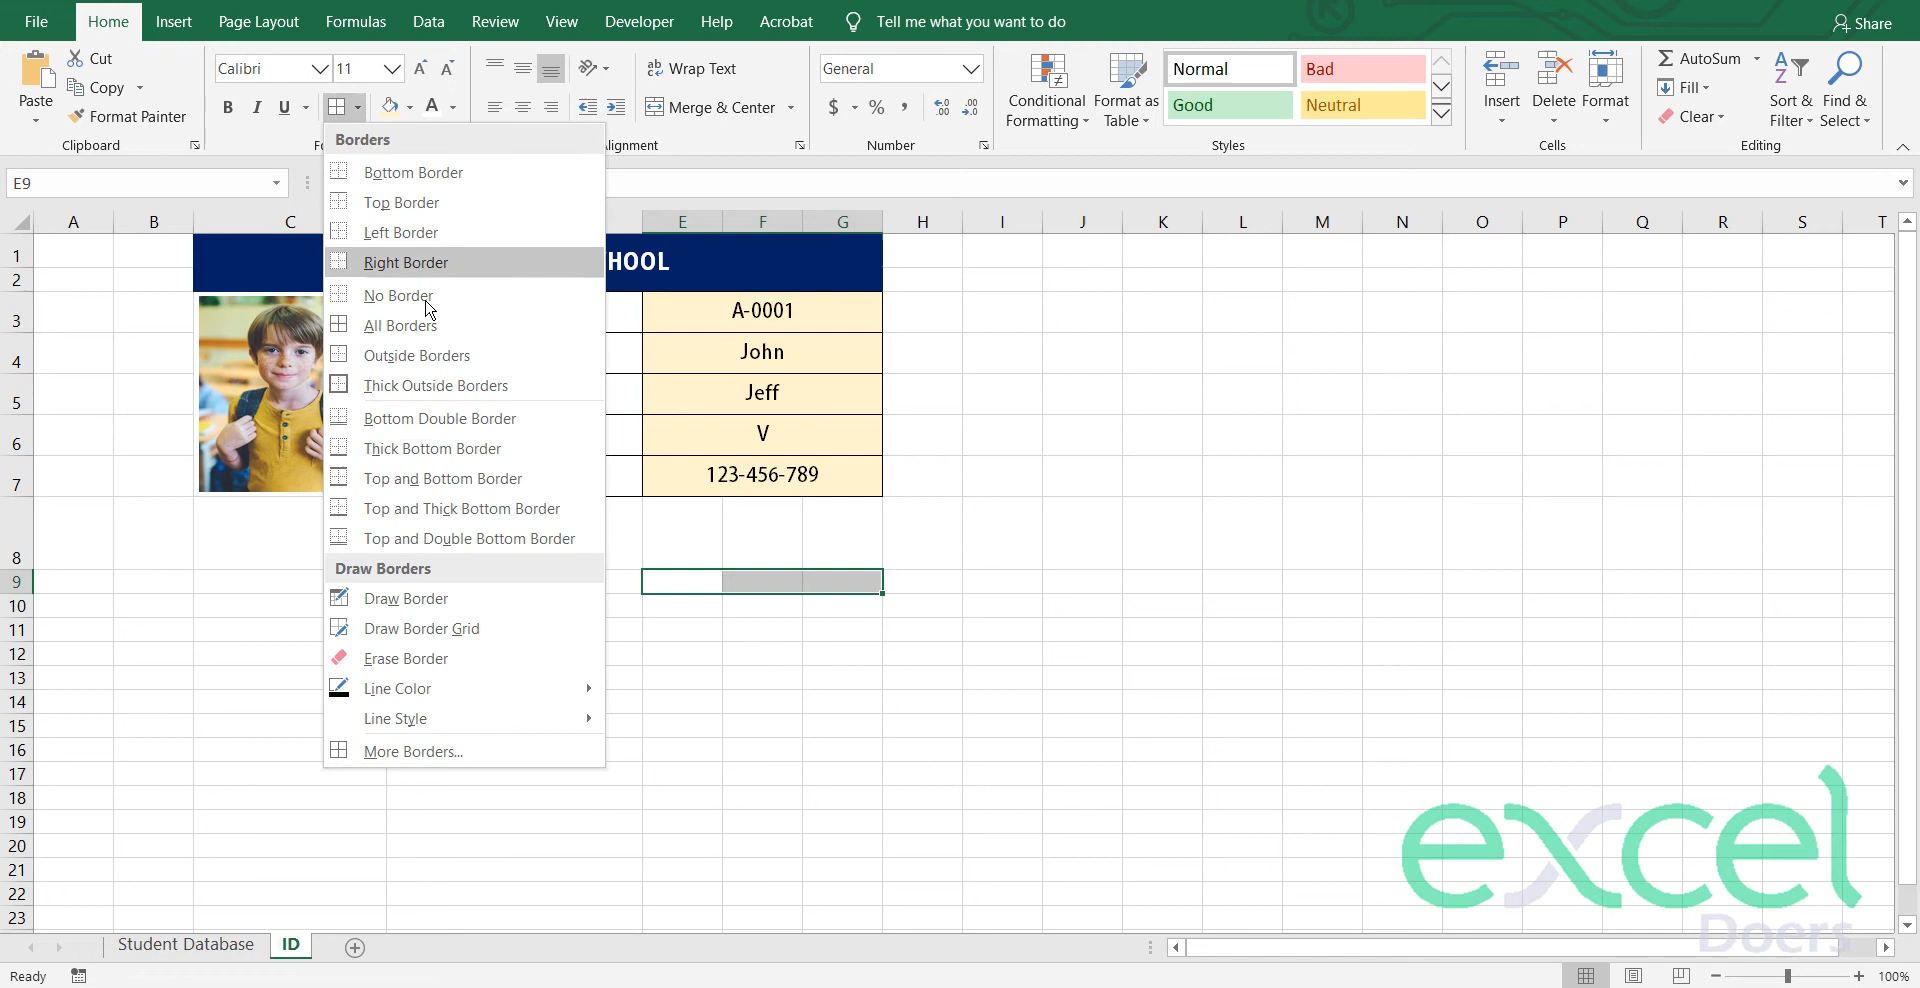 File Home Insert Page Layout Formulas Data Review View Developer Help Acrobat Tell me what you want to do Share
Paste
Cut
Copy
Format Painter
Clipboard
Calibri 11
B I U A
General
$ % ,
Number
Wrap Text
Merge & Center
Conditional Formatting
Format as Table
Normal Bad
Good Neutral
Styles
Insert Delete Format
Cells
AutoSum
Fill
Clear
Sort & Filter
Find & Select
Editing
E9
Borders
Bottom Border
Top Border
Left Border
Right Border
No Border
All Borders
Outside Borders
Thick Outside Borders
Bottom Double Border
Thick Bottom Border
Top and Bottom Border
Top and Thick Bottom Border
Top and Double Bottom Border
Draw Borders
Draw Border
Draw Border Grid
Erase Border
Line Color
Line Style
More Borders...
A B C E F G H I J K L M N O P Q R S T
1
2
3
4
5
6
7
8
9
10
11
12
13
14
15
16
17
18
19
20
21
22
23
HOOL
A-0001
John
Jeff
V
123-456-789
excel
Doers
Student Database ID
Ready
100%